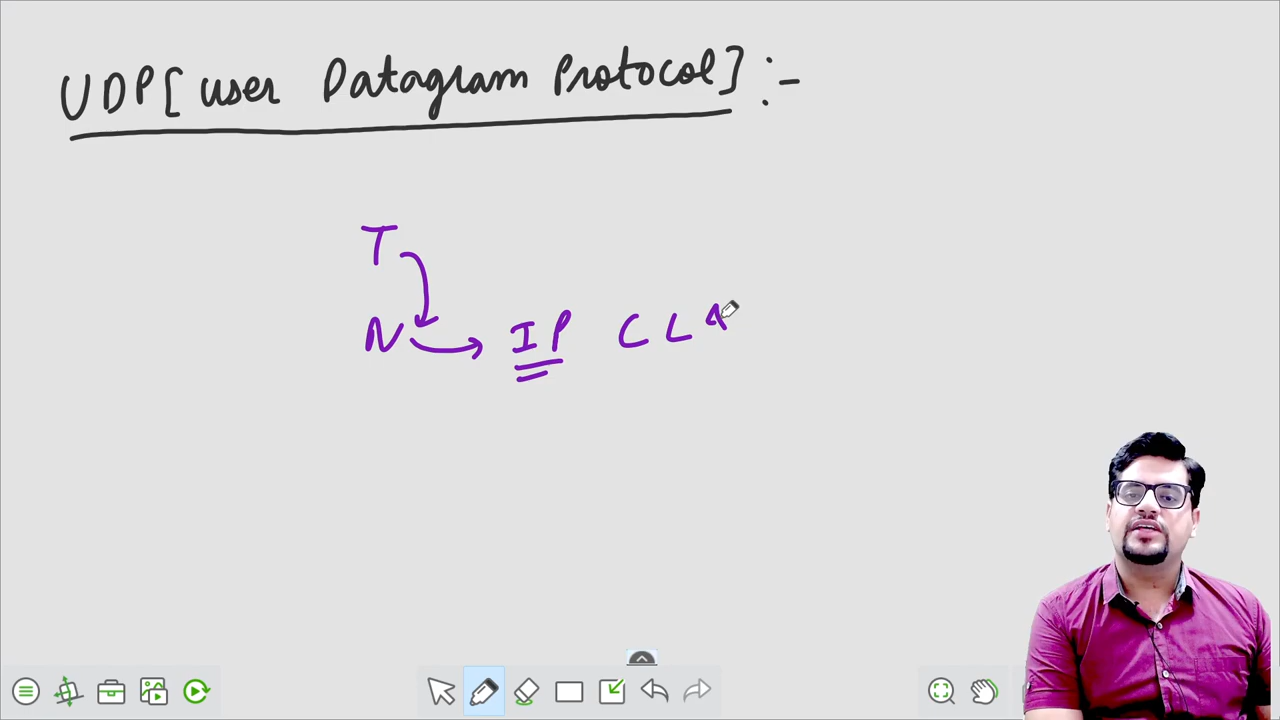 UDP[user Datagram Protocol] :-
T
N → IP CL